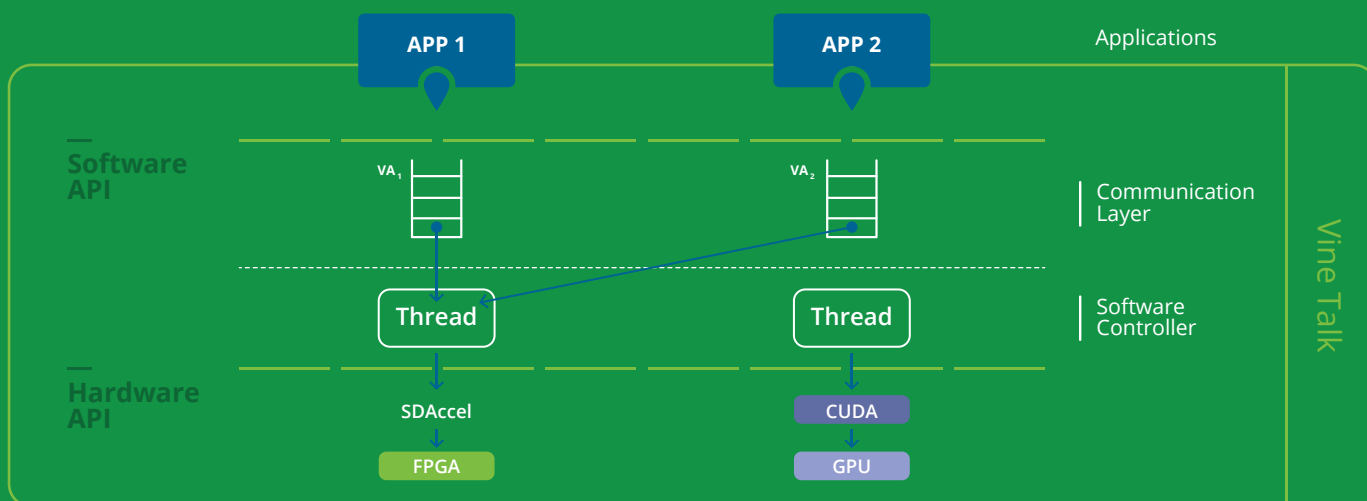 APP 1
APP 2
Applications
Software
API
VA₁
VA₂
Communication
Layer
Thread
Thread
Software
Controller
Vine Talk
Hardware
API
SDAccel
CUDA
FPGA
GPU